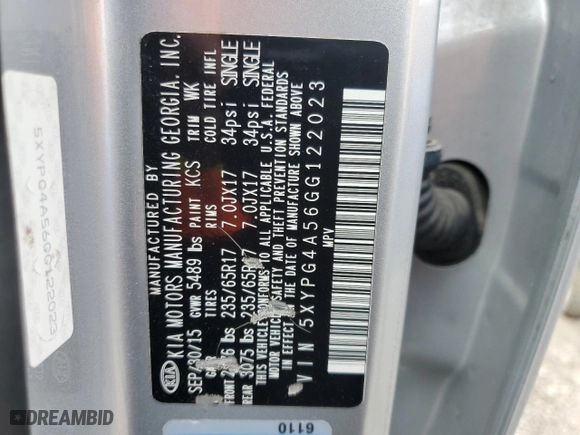 KIA
MANUFACTURED BY
KIA MOTORS MANUFACTURING GEORGIA, INC.
SEP/30/15 GVWR 5489 lbs PAINT KCS TRIM WK
TIRES RIMS COLD TIRE INFL
FRONT lbs 235/65R17 7.0JX17 34psi SINGLE
REAR 3075 lbs 235/65R17 7.0JX17 34psi SINGLE
THIS VEHICLE CONFORMS TO ALL APPLICABLE U.S.A. FEDERAL
MOTOR VEHICLE SAFETY AND THEFT PREVENTION STANDARDS
IN EFFECT ON THE DATE OF MANUFACTURE SHOWN ABOVE
VIN 5XYPG4A56GG122023
MPV
5XYPG4A56GG122023
6110
DREAMBID